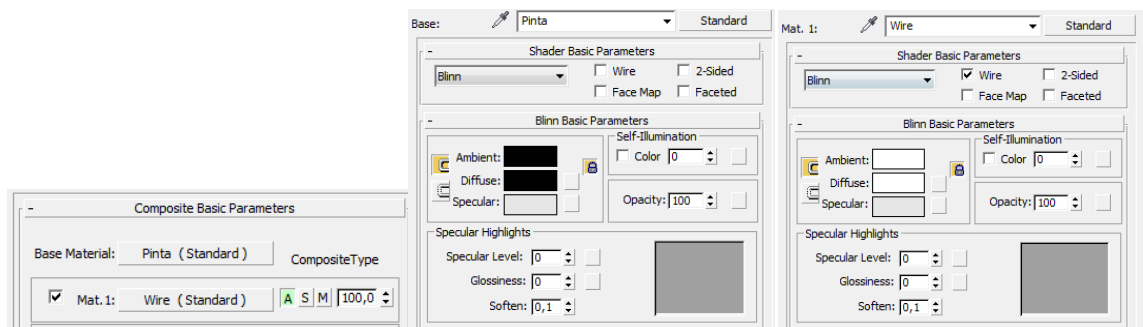 - Composite Basic Parameters
Base Material: Pinta ( Standard ) CompositeType
Mat. 1: Wire ( Standard ) A S M 100,0
Base: Pinta Standard
- Shader Basic Parameters
Blinn Wire 2-Sided
Face Map Faceted
- Blinn Basic Parameters
Self-Illumination
Ambient: Color 0
Diffuse:
Specular: Opacity: 100
Specular Highlights
Specular Level: 0
Glossiness: 0
Soften: 0,1
Mat. 1: Wire Standard
- Shader Basic Parameters
Blinn Wire 2-Sided
Face Map Faceted
- Blinn Basic Parameters
Self-Illumination
Ambient: Color 0
Diffuse:
Specular: Opacity: 100
Specular Highlights
Specular Level: 0
Glossiness: 0
Soften: 0,1